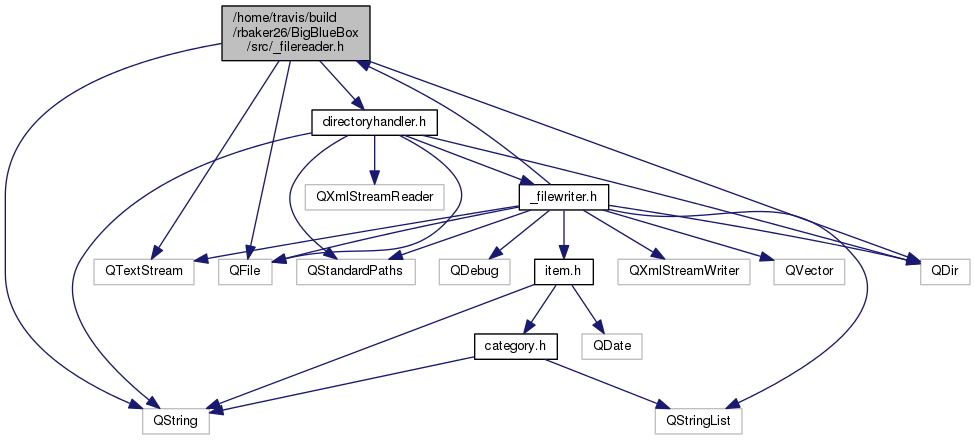 /home/travis/build
/rbaker26/BigBlueBox
/src/_filereader.h
directoryhandler.h
QXmlStreamReader
_filewriter.h
QTextStream
QFile
QStandardPaths
QDebug
item.h
QXmlStreamWriter
QVector
QDir
category.h
QDate
QString
QStringList